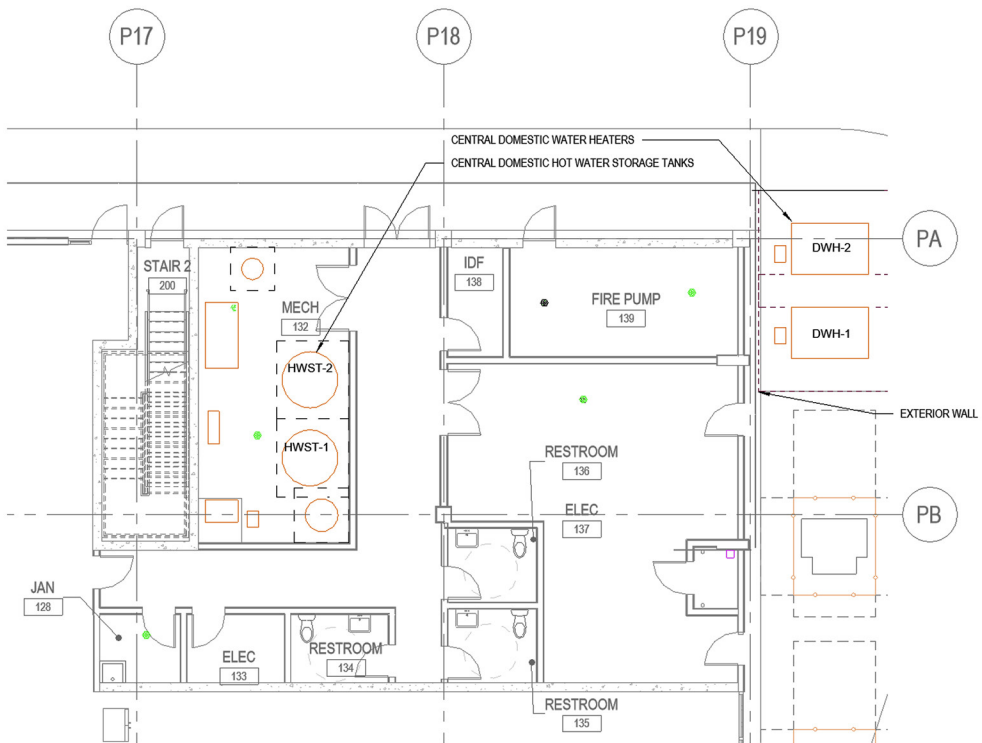 P17
P18
P19
CENTRAL DOMESTIC WATER HEATERS
CENTRAL DOMESTIC HOT WATER STORAGE TANKS
PA
DWH-2
STAIR 2
200
IDF
138
MECH
132
FIRE PUMP
139
DWH-1
HWST-2
EXTERIOR WALL
HWST-1
RESTROOM
136
ELEC
137
PB
JAN
128
ELEC
133
RESTROOM
134
RESTROOM
135